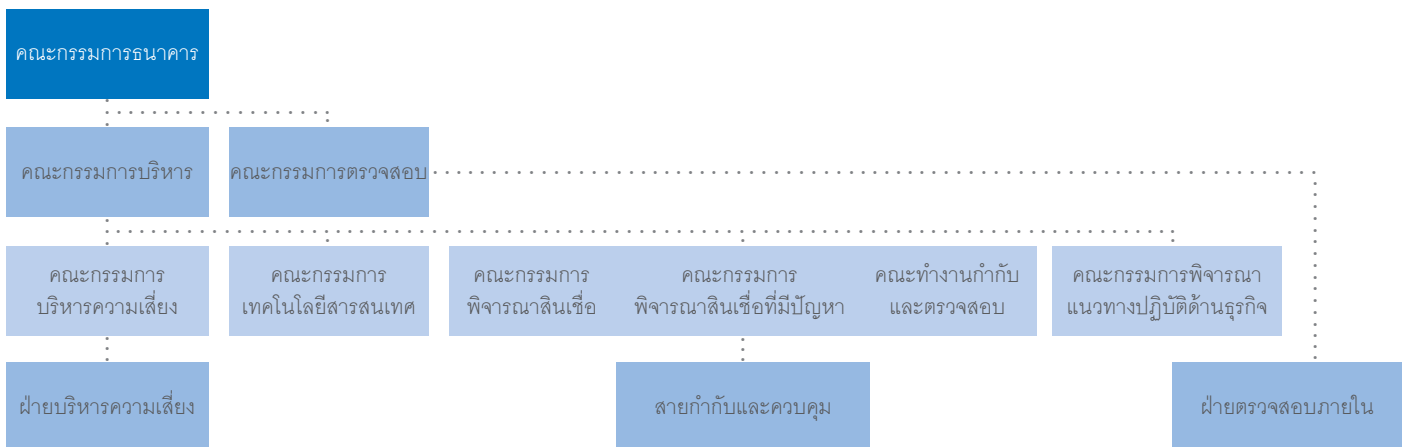 คณะกรรมการธนาคาร
คณะกรรมการบริหาร
คณะกรรมการตรวจสอบ
คณะกรรมการ
บริหารความเสี่ยง
คณะกรรมการ
เทคโนโลยีสารสนเทศ
คณะกรรมการ
พิจารณาสินเชื่อ
คณะกรรมการ
พิจารณาสินเชื่อที่มีปัญหา
คณะทำงานกำกับ
และตรวจสอบ
คณะกรรมการพิจารณา
แนวทางปฏิบัติด้านธุรกิจ
ฝ่ายบริหารความเสี่ยง
สายกำกับและควบคุม
ฝ่ายตรวจสอบภายใน